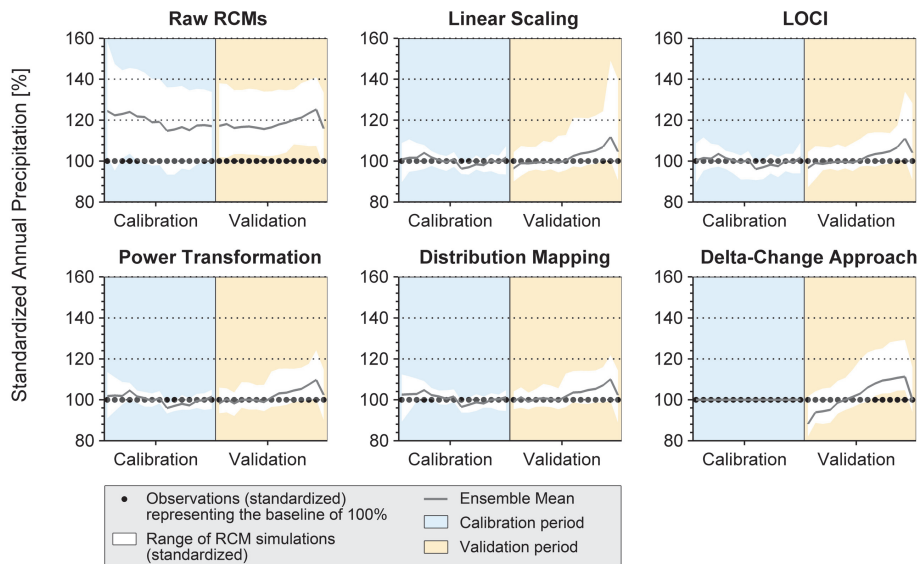 Standardized Annual Precipitation [%]
Raw RCMs
160
140
120
100
80
Calibration Validation
Linear Scaling
160
140
120
100
80
Calibration Validation
LOCI
160
140
120
100
80
Calibration Validation
Power Transformation
160
140
120
100
80
Calibration Validation
Distribution Mapping
160
140
120
100
80
Calibration Validation
Delta-Change Approach
160
140
120
100
80
Calibration Validation
Observations (standardized)
representing the baseline of 100%
Range of RCM simulations
(standardized)
Ensemble Mean
Calibration period
Validation period